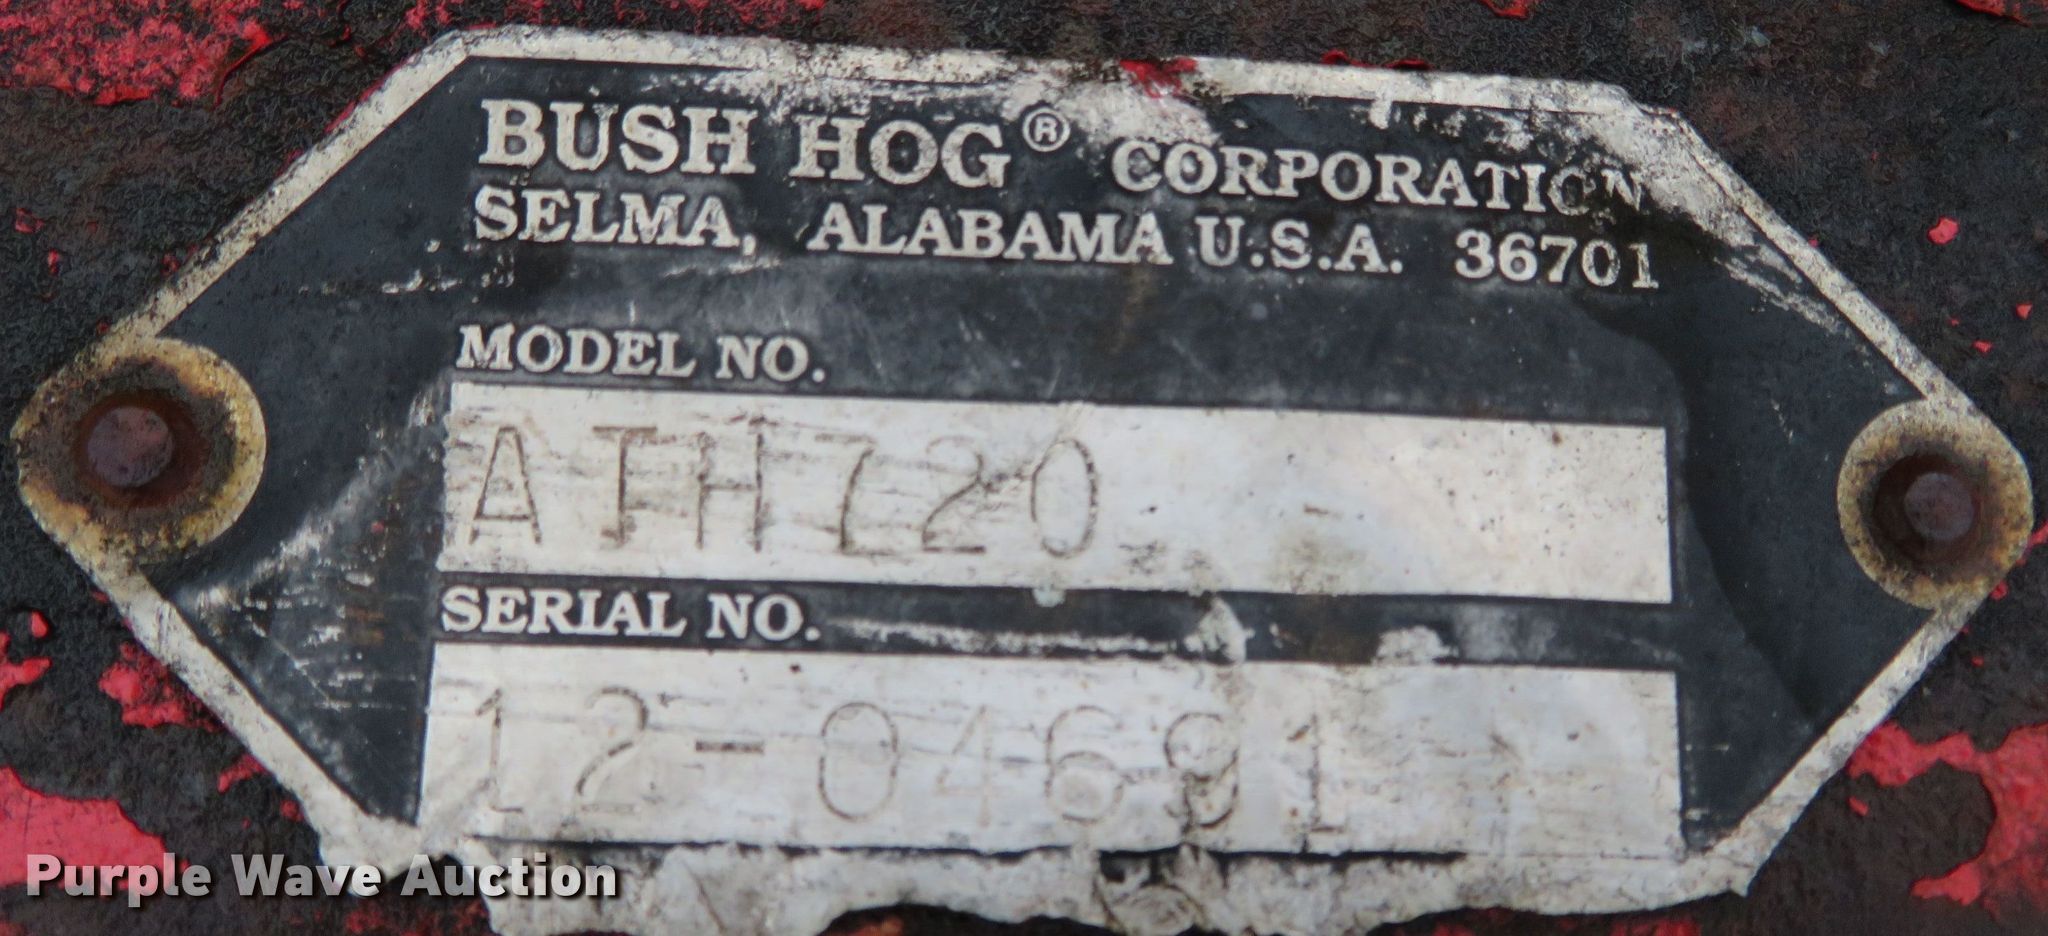 BUSH HOG® CORPORATION
SELMA, ALABAMA U.S.A. 36701
MODEL NO.
ATH720
SERIAL NO.
12-04691
Purple Wave Auction